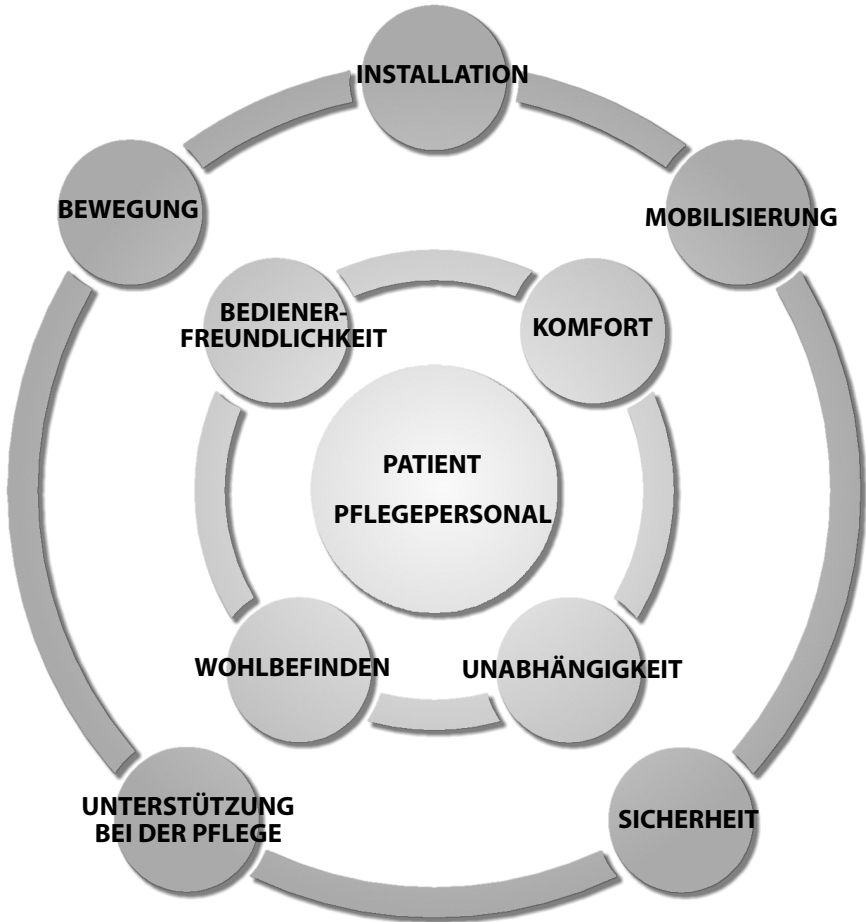 INSTALLATION
BEWEGUNG
MOBILISIERUNG
BEDIENER-
FREUNDLICHKEIT
KOMFORT
PATIENT
PFLEGEPERSONAL
WOHLBEFINDEN
UNABHÄNGIGKEIT
UNTERSTÜTZUNG
BEI DER PFLEGE
SICHERHEIT